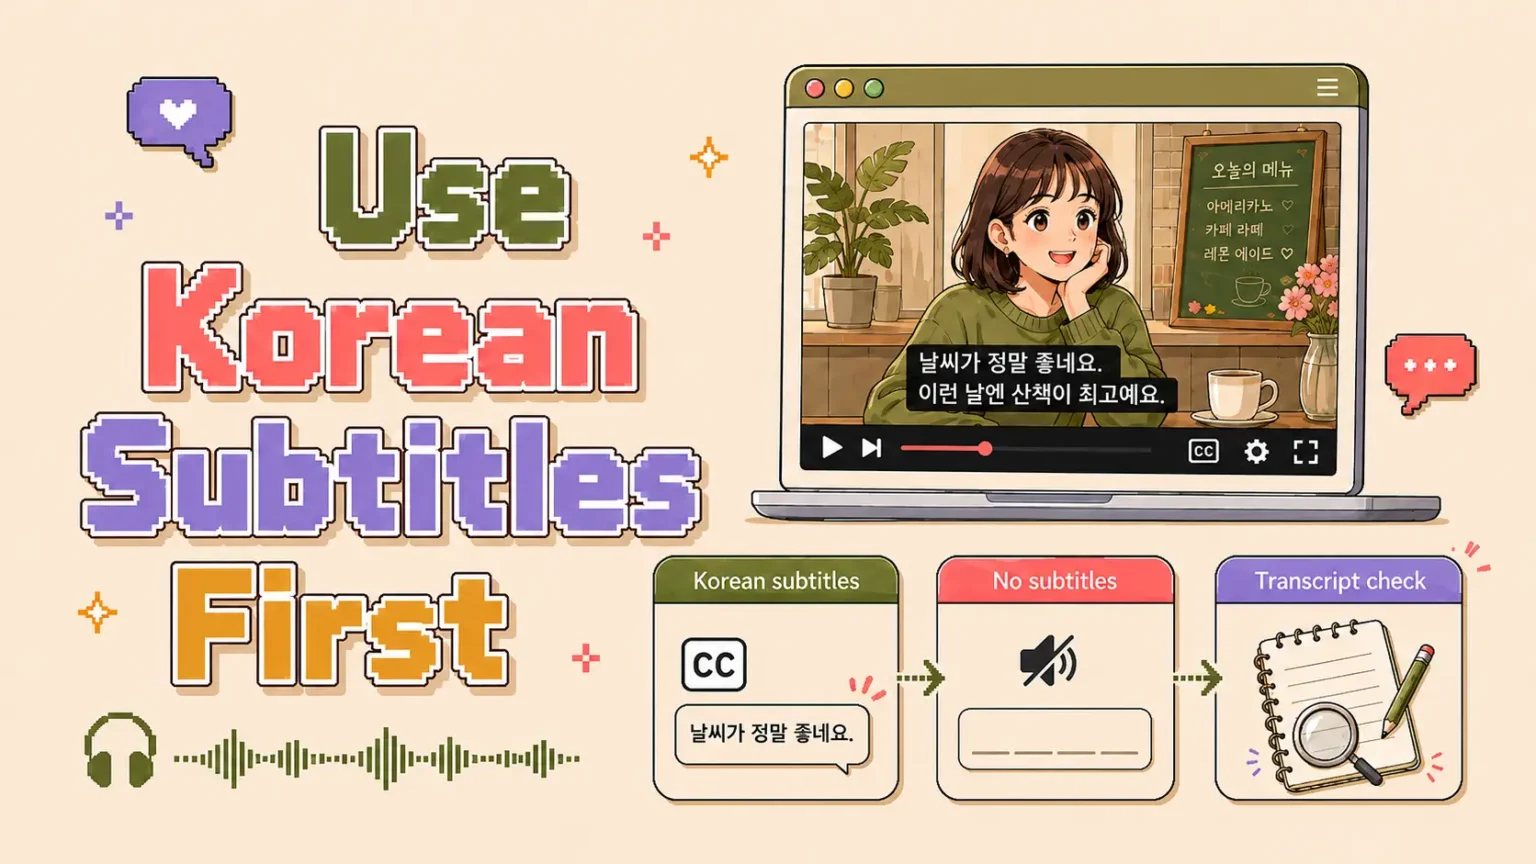 Use
Korean
Subtitles
First
오늘의 메뉴
아메리카노 ♡
카페 라떼 ♡
레몬 에이드 ♡
날씨가 정말 좋네요.
이런 날엔 산책이 최고예요.
CC
Korean subtitles
CC
날씨가 정말 좋네요.
No subtitles
Transcript check